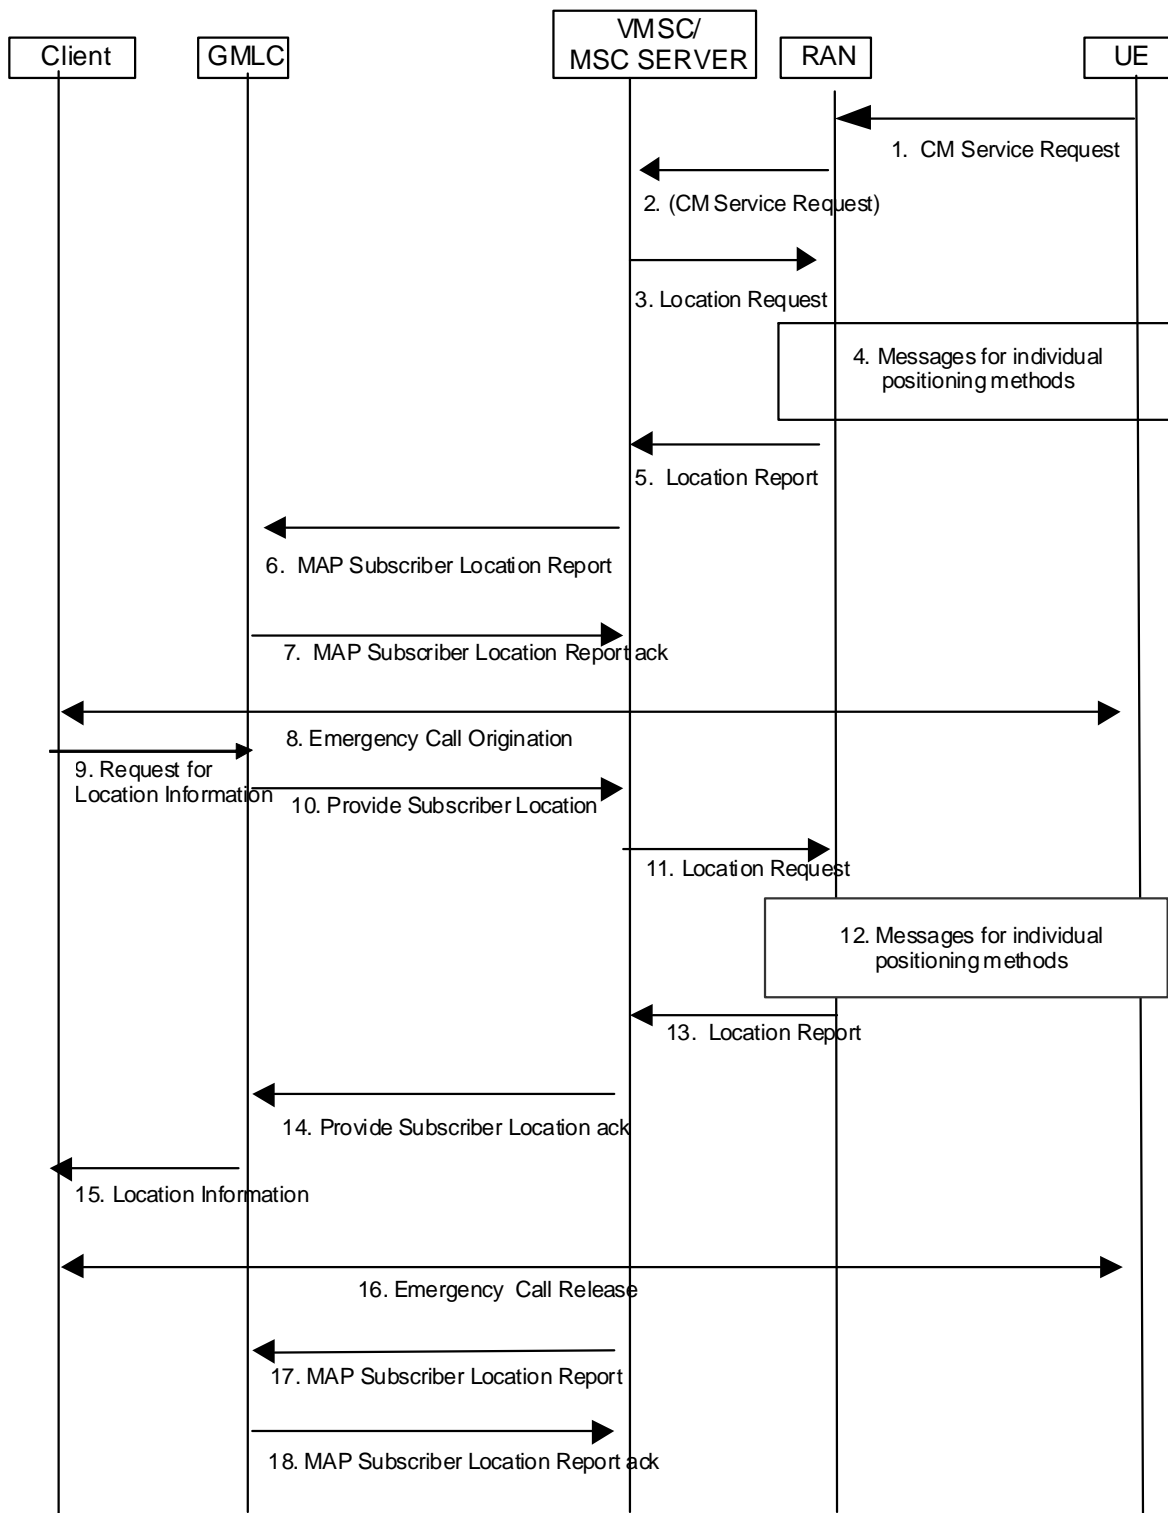 Client
GMLC
VMSC/
MSC SERVER
RAN
UE
1. CM Service Request
2. (CM Service Request)
3. Location Request
4. Messages for individual
positioning methods
5. Location Report
6. MAP Subscriber Location Report
7. MAP Subscriber Location Report ack
8. Emergency Call Origination
9. Request for
Location Information
10. Provide Subscriber Location
11. Location Request
12. Messages for individual
positioning methods
13. Location Report
14. Provide Subscriber Location ack
15. Location Information
16. Emergency Call Release
17. MAP Subscriber Location Report
18. MAP Subscriber Location Report ack